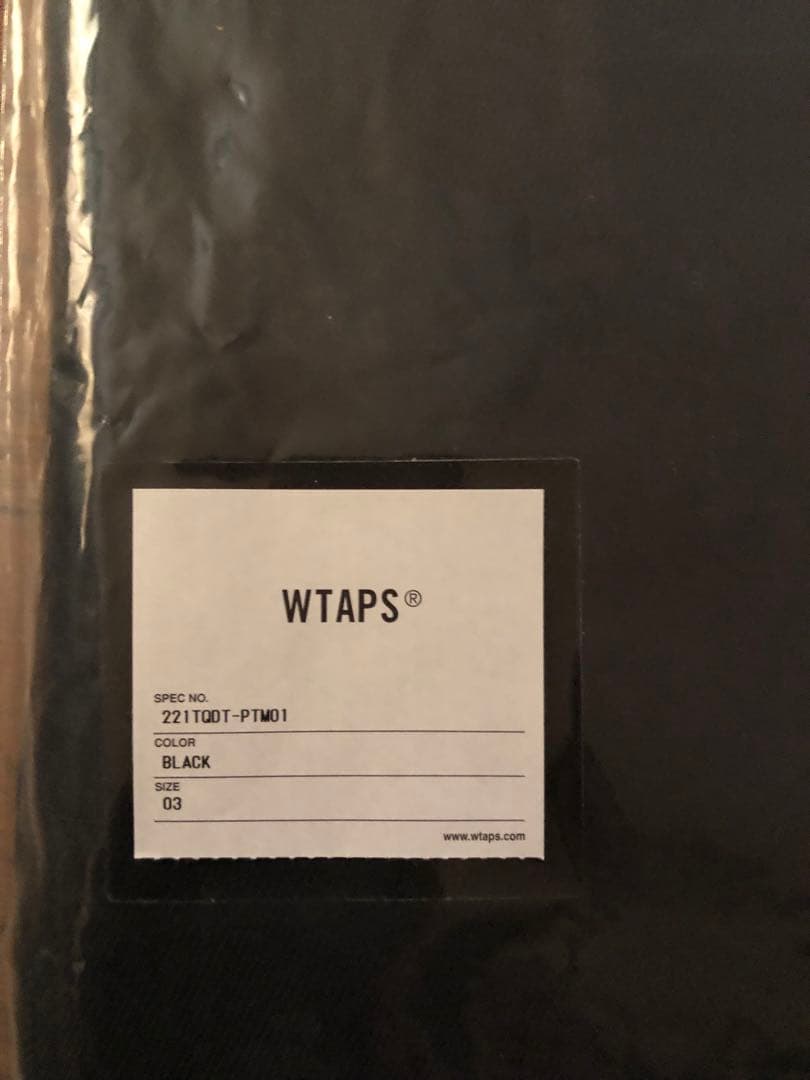 WTAPS®
SPEC NO.
221TQDT-PTM01
COLOR
BLACK
SIZE
03
www.wtaps.com